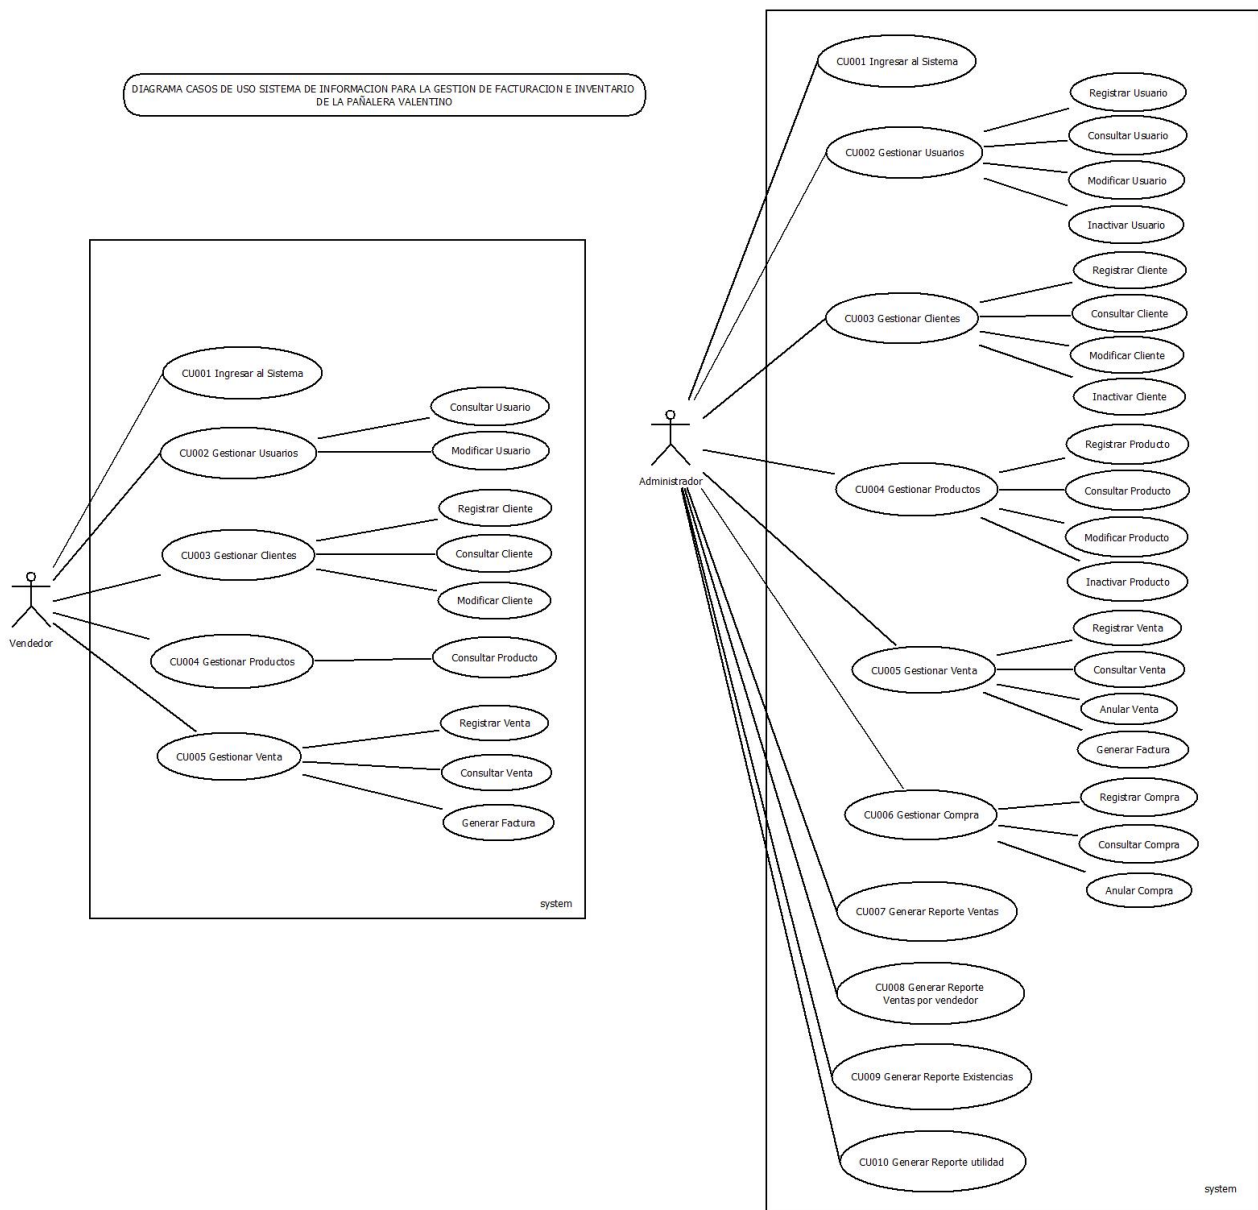 DIAGRAMA CASOS DE USO SISTEMA DE INFORMACION PARA LA GESTION DE FACTURACION E INVENTARIO
DE LA PAÑALERA VALENTINO
Vendedor
CU001 Ingresar al Sistema
CU002 Gestionar Usuarios
Consultar Usuario
Modificar Usuario
CU003 Gestionar Clientes
Registrar Cliente
Consultar Cliente
Modificar Cliente
CU004 Gestionar Productos
Consultar Producto
CU005 Gestionar Venta
Registrar Venta
Consultar Venta
Generar Factura
system
Administrador
CU001 Ingresar al Sistema
CU002 Gestionar Usuarios
Registrar Usuario
Consultar Usuario
Modificar Usuario
Inactivar Usuario
CU003 Gestionar Clientes
Registrar Cliente
Consultar Cliente
Modificar Cliente
Inactivar Cliente
CU004 Gestionar Productos
Registrar Producto
Consultar Producto
Modificar Producto
Inactivar Producto
CU005 Gestionar Venta
Registrar Venta
Consultar Venta
Anular Venta
Generar Factura
CU006 Gestionar Compra
Registrar Compra
Consultar Compra
Anular Compra
CU007 Generar Reporte Ventas
CU008 Generar Reporte
Ventas por vendedor
CU009 Generar Reporte Existencias
CU010 Generar Reporte utilidad
system